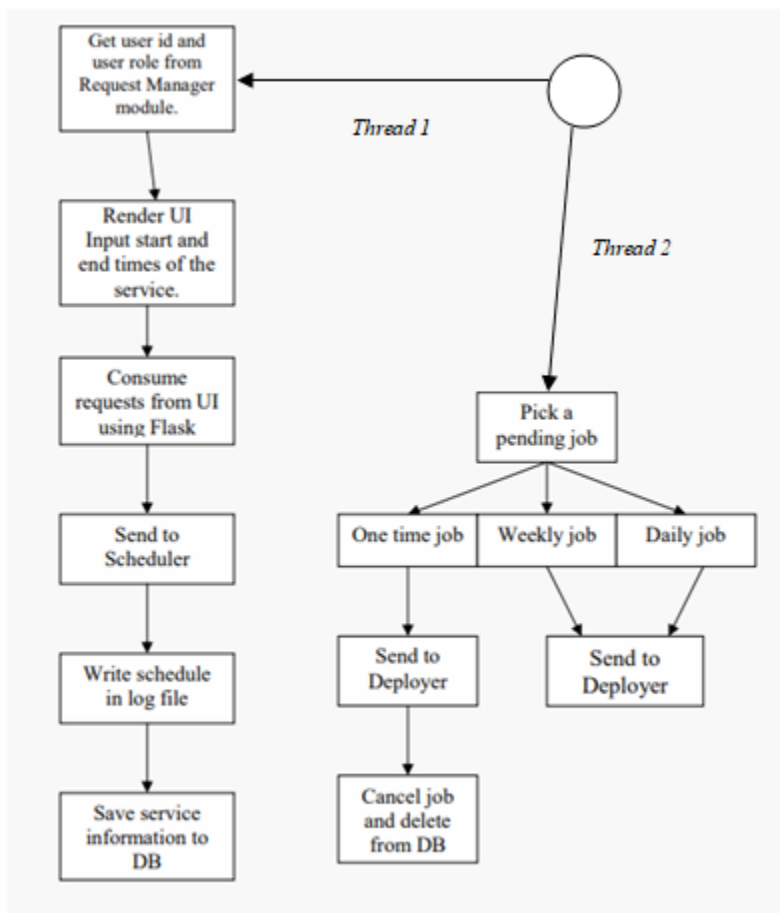 Get user id and
user role from
Request Manager
module.
Thread 1
Render UI
Input start and
end times of the
service.
Thread 2
Consume
requests from UI
using Flask
Pick a
pending job
Send to
Scheduler
One time job
Weekly job
Daily job
Write schedule
in log file
Send to
Deployer
Send to
Deployer
Save service
information to
DB
Cancel job
and delete
from DB